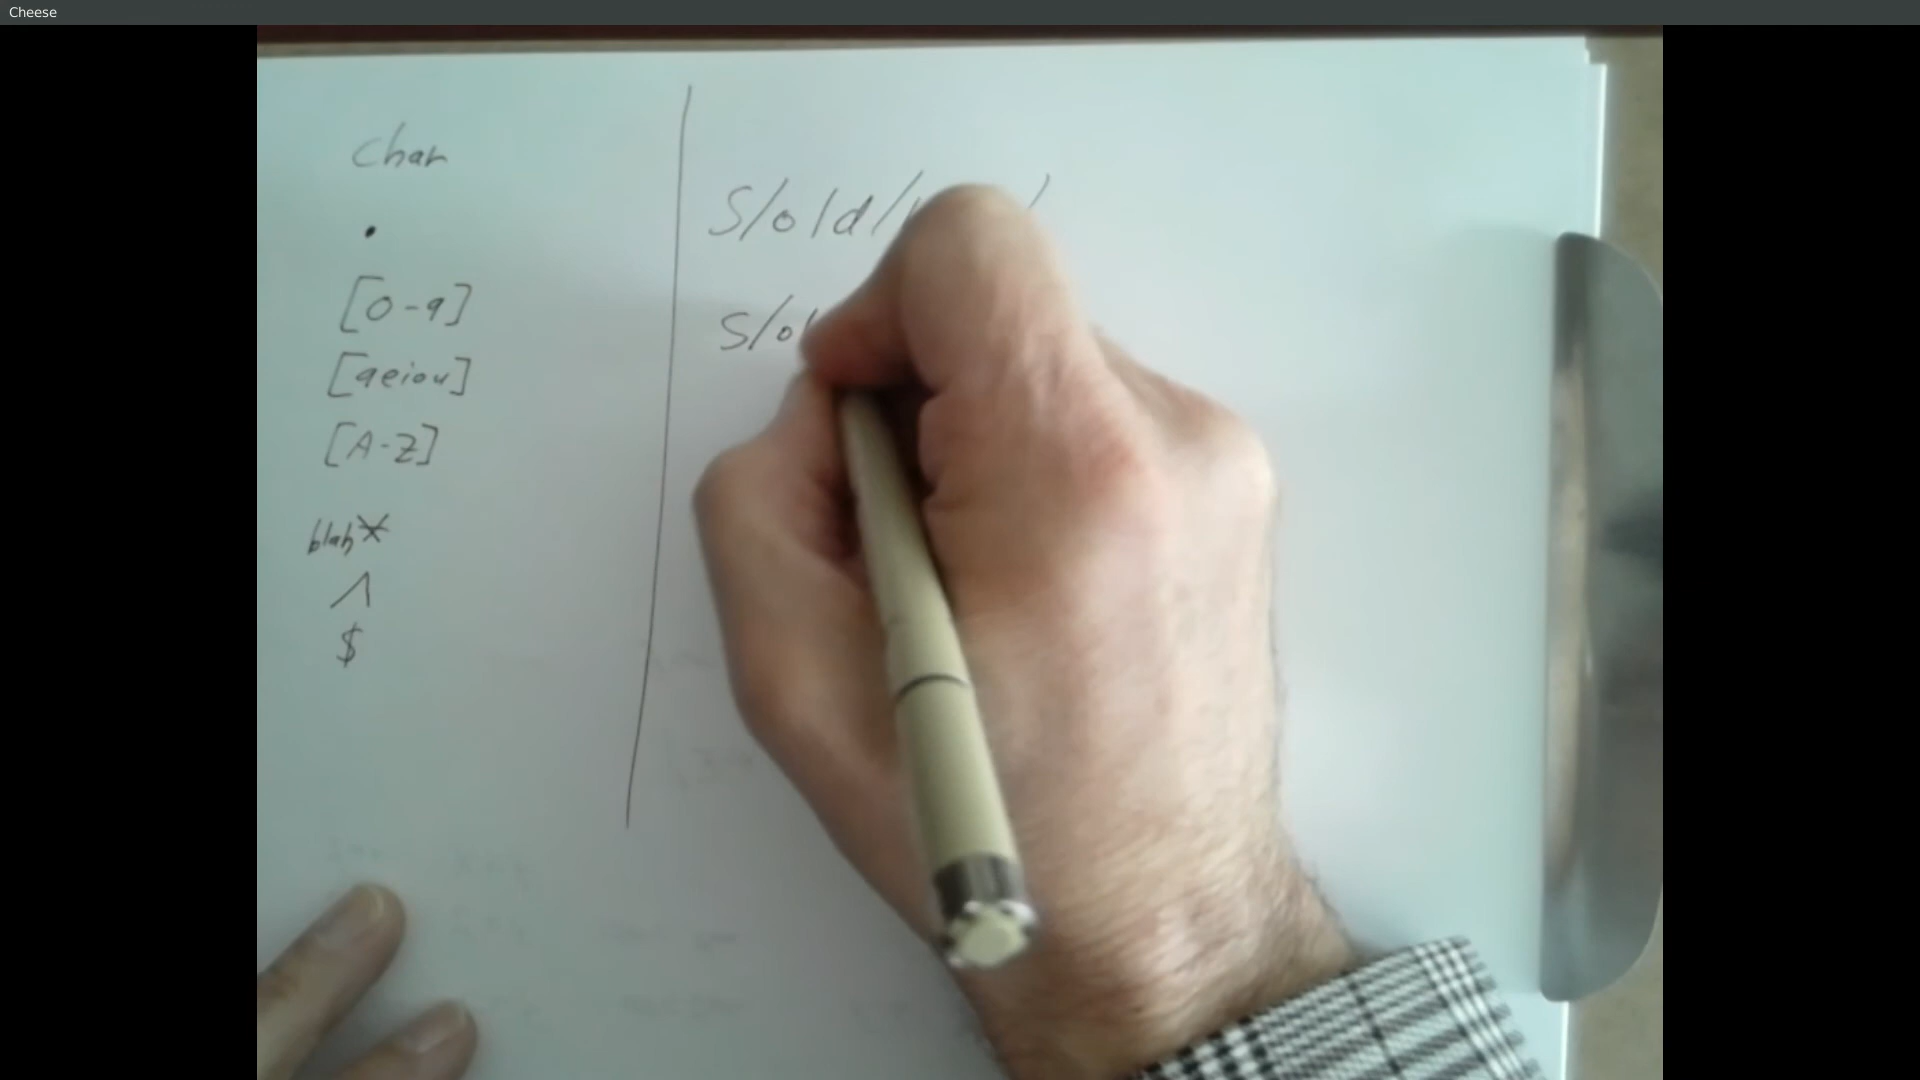 Cheese
char
.
[0-9]
[aeiou]
[A-Z]
blah*
^
$
s/old/
s/o